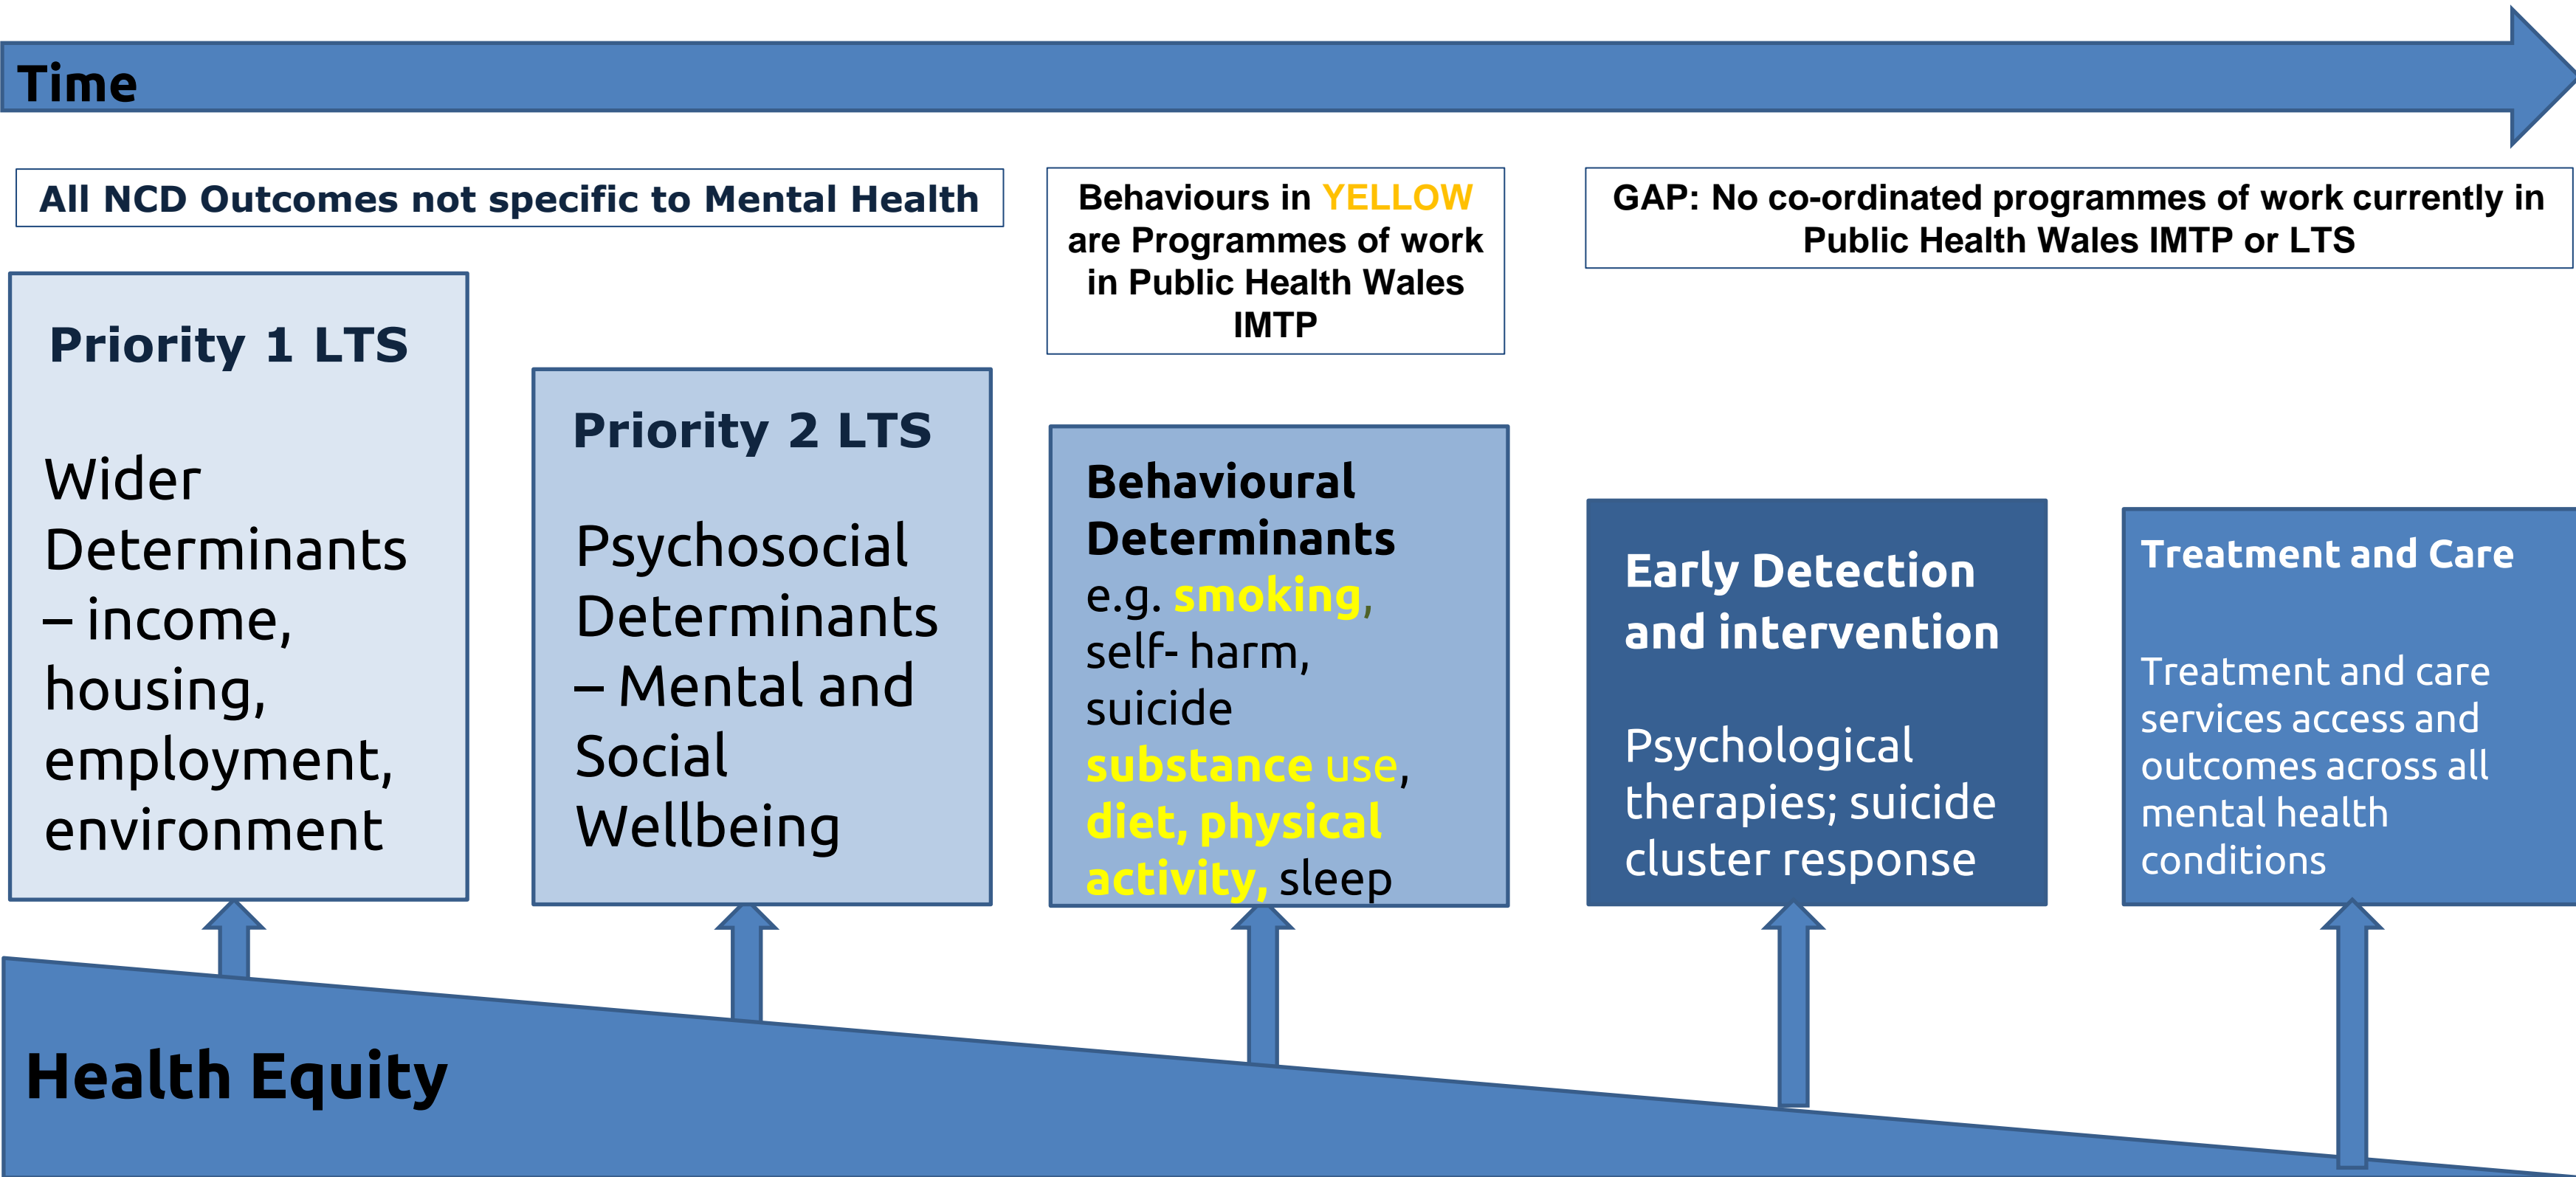 Time
All NCD Outcomes not specific to Mental Health
Behaviours in YELLOW
are Programmes of work
in Public Health Wales
IMTP
GAP: No co-ordinated programmes of work currently in
Public Health Wales IMTP or LTS
Priority 1 LTS
Wider
Determinants
– income,
housing,
employment,
environment
Priority 2 LTS
Psychosocial
Determinants
– Mental and
Social
Wellbeing
Behavioural
Determinants
e.g. smoking,
self- harm,
suicide
substance use,
diet, physical
activity, sleep
Early Detection
and intervention
Psychological
therapies; suicide
cluster response
Treatment and Care
Treatment and care
services access and
outcomes across all
mental health
conditions
Health Equity